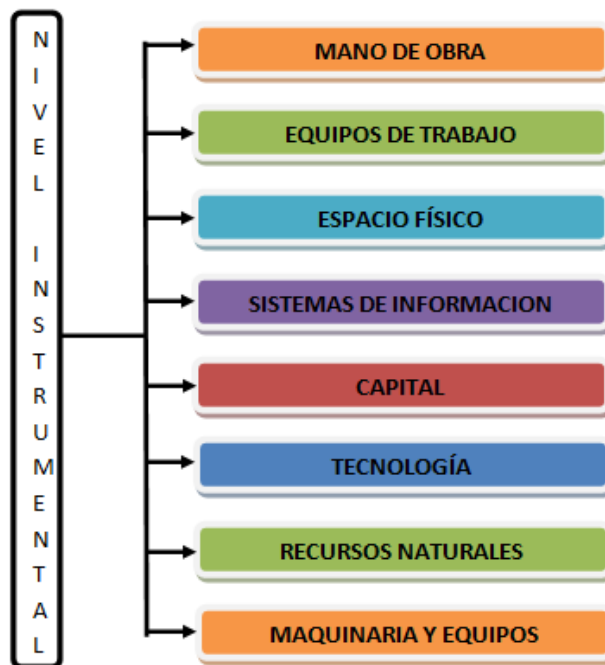 NIVEL INSTRUMENTAL
MANO DE OBRA
EQUIPOS DE TRABAJO
ESPACIO FÍSICO
SISTEMAS DE INFORMACION
CAPITAL
TECNOLOGÍA
RECURSOS NATURALES
MAQUINARIA Y EQUIPOS